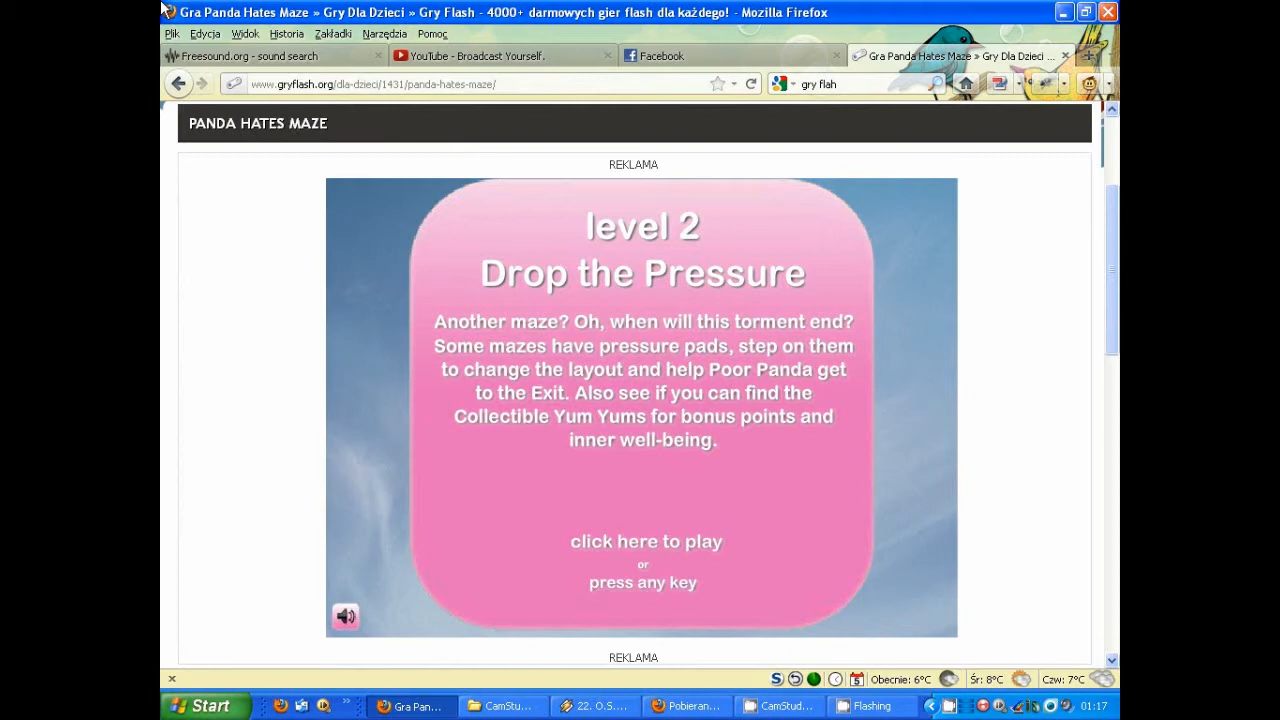 Gra Panda Hates Maze » Gry Dla Dzieci » Gry Flash - 4000+ darmowych gier flash dla każdego! - Mozilla Firefox
Plik Edycja Widok Historia Zakładki Narzędzia Pomoc
Freesound.org - sound search
YouTube - Broadcast Yourself.
Facebook
Gra Panda Hates Maze » Gry Dla Dzieci ...
www.gryflash.org/dla-dzieci/1431/panda-hates-maze/
gry flah
PANDA HATES MAZE
REKLAMA
level 2
Drop the Pressure
Another maze? Oh, when will this torment end?
Some mazes have pressure pads, step on them
to change the layout and help Poor Panda get
to the Exit. Also see if you can find the
Collectible Yum Yums for bonus points and
inner well-being.
click here to play
or
press any key
REKLAMA
Obecnie: 6°C Śr: 8°C Czw: 7°C
Start
Gra Pan...
CamStu...
22. O.S....
Pobieran...
CamStud...
Flashing
01:17